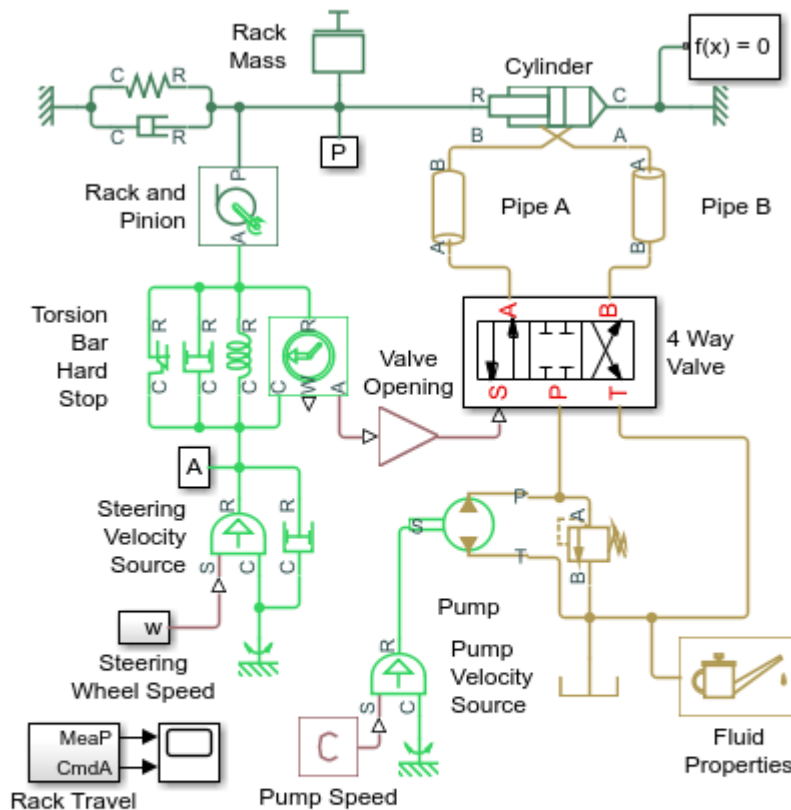 Rack
Mass
f(x) = 0
Cylinder
C R
R C
C R
B A
P
P
B A
Rack and
Pinion
Pipe A Pipe B
A
A B
Torsion
Bar
Hard
Stop
R R R R
C C C C W A
Valve
Opening
A B
S P T
4 Way
Valve
A
Steering
Velocity
Source
R R
S C C
S P T
A B
Pump
w
Steering
Wheel Speed
R
S C
Pump
Velocity
Source
MeaP
CmdA
Rack Travel
C
Pump Speed
Fluid
Properties